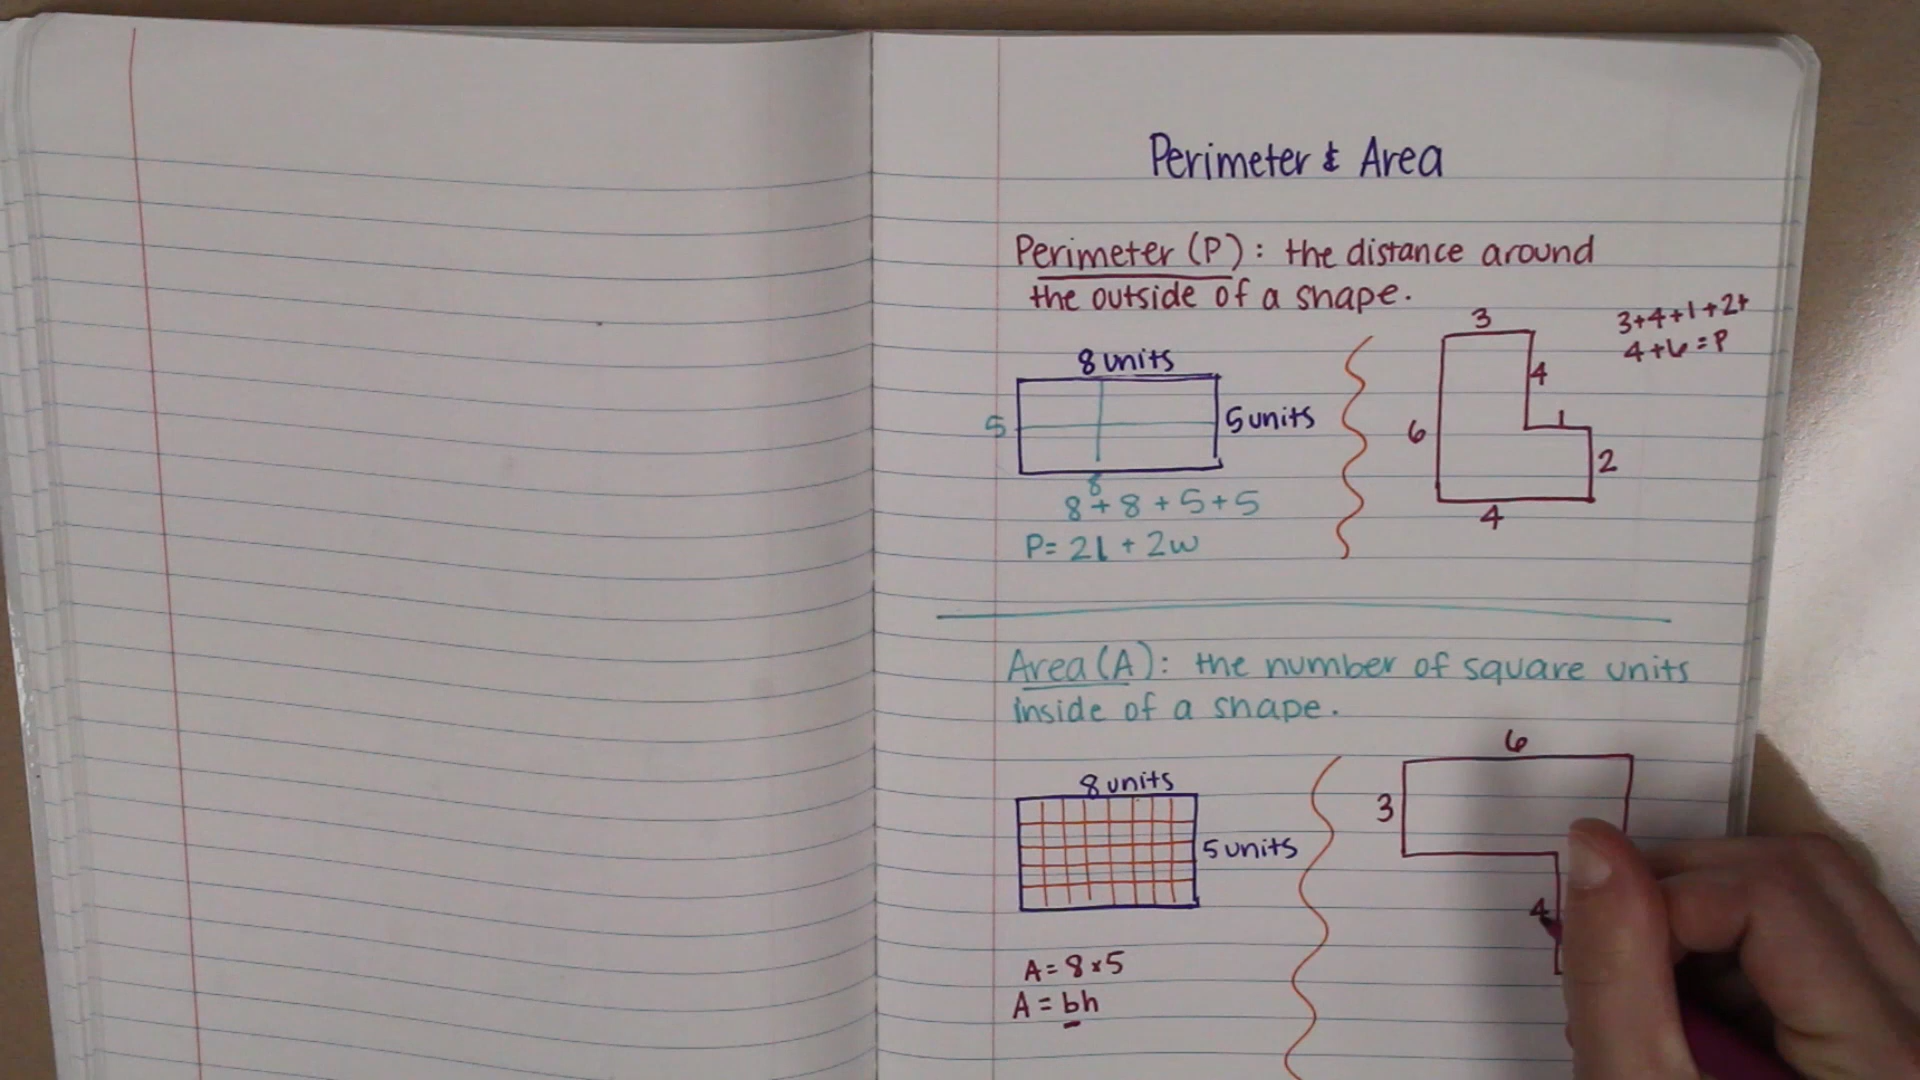 Perimeter & Area
Perimeter (P): the distance around
the outside of a shape.
8 units
5
5 units
8
8 + 8 + 5 + 5
P= 2l + 2w
3
4
1
6
2
4
3+4+1+2+
4+6=P
Area (A): the number of square units
inside of a shape.
8 units
5 units
A = 8 × 5
A = bh
6
3
4